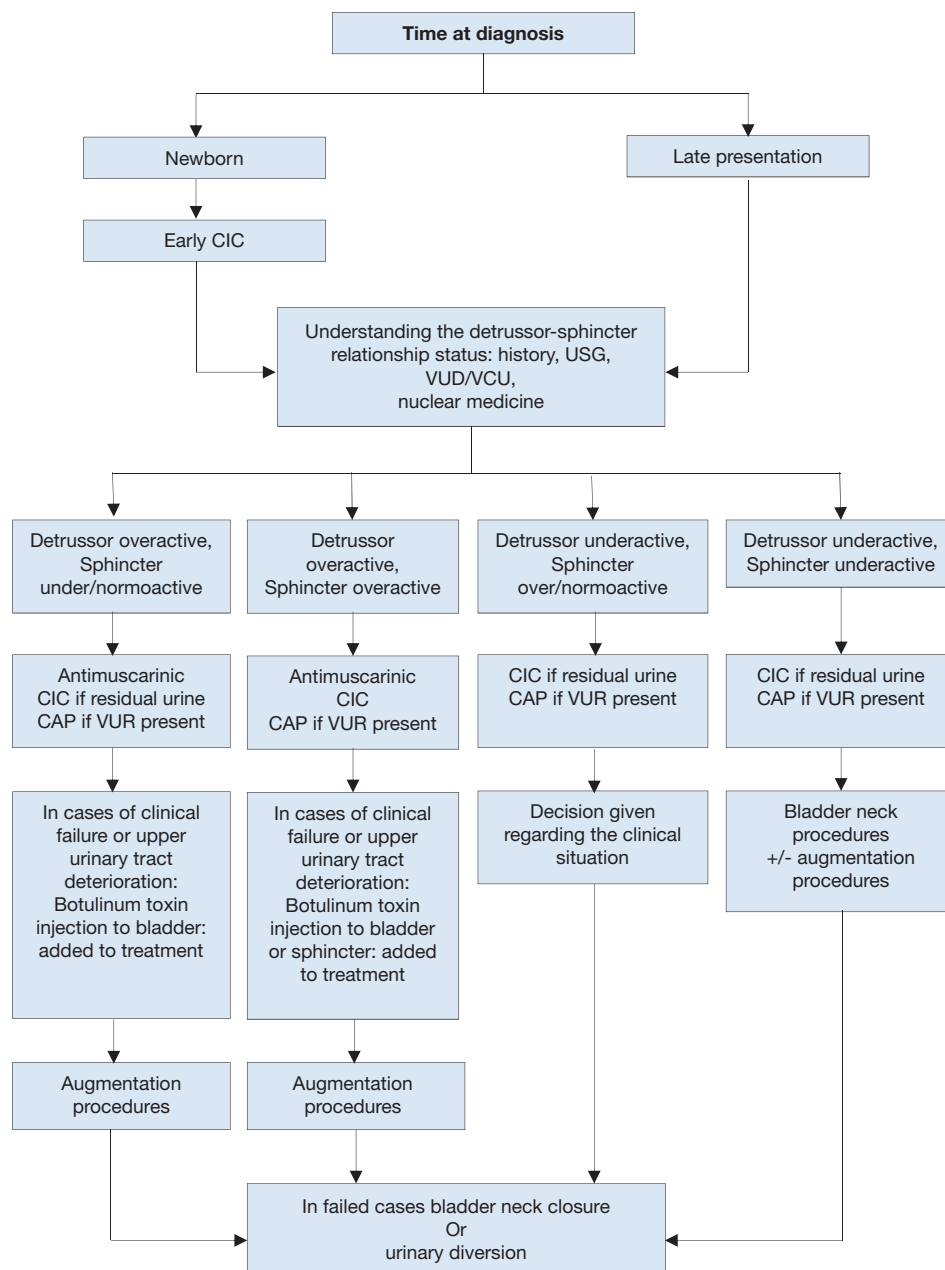 Time at diagnosis
Newborn
Late presentation
Early CIC
Understanding the detrussor-sphincter
relationship status: history, USG,
VUD/VCU,
nuclear medicine
Detrussor overactive,
Sphincter
under/normoactive
Detrussor
overactive,
Sphincter overactive
Detrussor underactive,
Sphincter
over/normoactive
Detrussor underactive,
Sphincter underactive
Antimuscarinic
CIC if residual urine
CAP if VUR present
Antimuscarinic
CIC
CAP if VUR present
CIC if residual urine
CAP if VUR present
CIC if residual urine
CAP if VUR present
In cases of clinical
failure or upper
urinary tract
deterioration:
Botulinum toxin
injection to bladder:
added to treatment
In cases of clinical
failure or upper
urinary tract
deterioration:
Botulinum toxin
injection to bladder
or sphincter: added
to treatment
Decision given
regarding the clinical
situation
Bladder neck
procedures
+/- augmentation
procedures
Augmentation
procedures
Augmentation
procedures
In failed cases bladder neck closure
Or
urinary diversion